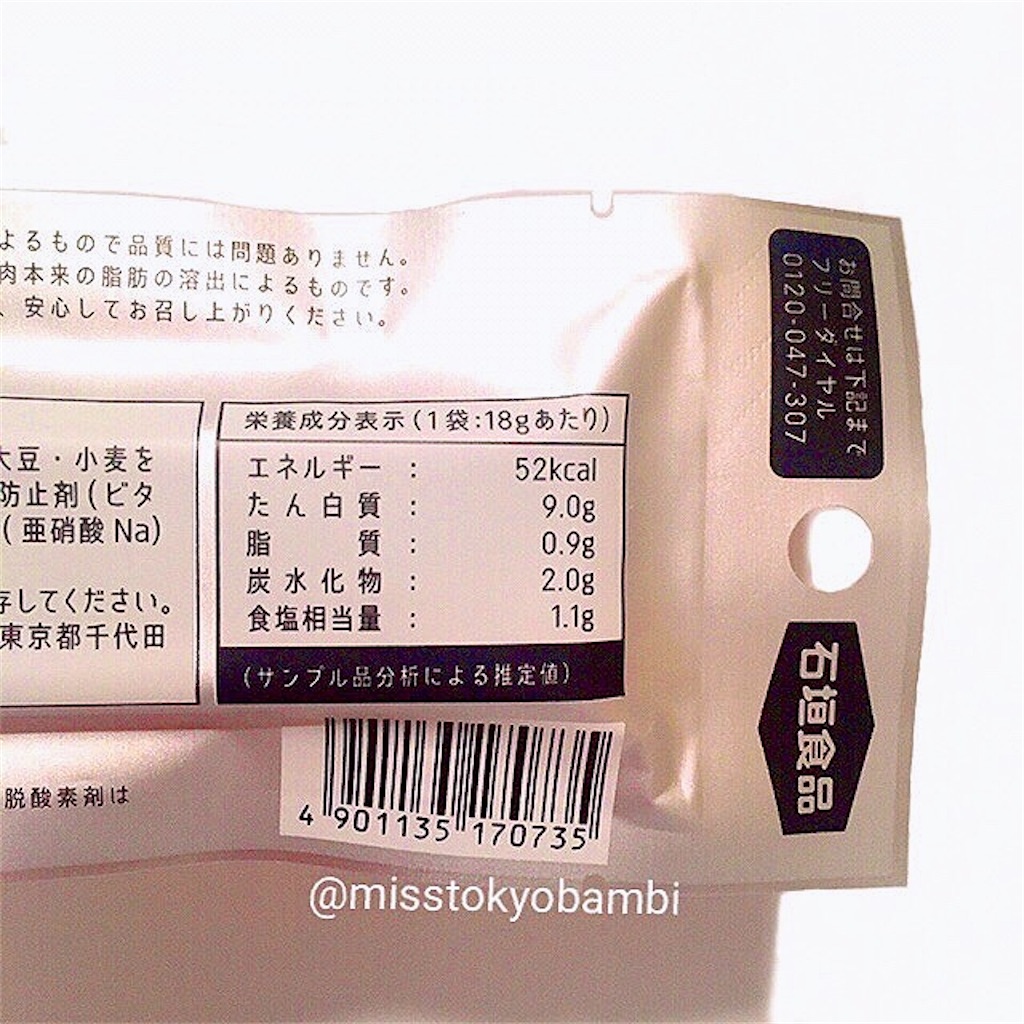 よるもので品質には問題ありません。
肉本来の脂肪の溶出によるものです。
、安心してお召し上がりください。
大豆・小麦を
防止剤(ビタ
(亜硝酸Na)
存してください。
東京都千代田
栄養成分表示(1袋:18gあたり)
エネルギー : 52kcal
たん白質 : 9.0g
脂質 : 0.9g
炭水化物 : 2.0g
食塩相当量 : 1.1g
(サンプル品分析による推定値)
脱酸素剤は
4 901135 170735
お問合せは下記まで
フリーダイヤル
0120-047-307
石垣食品
@misstokyobambi